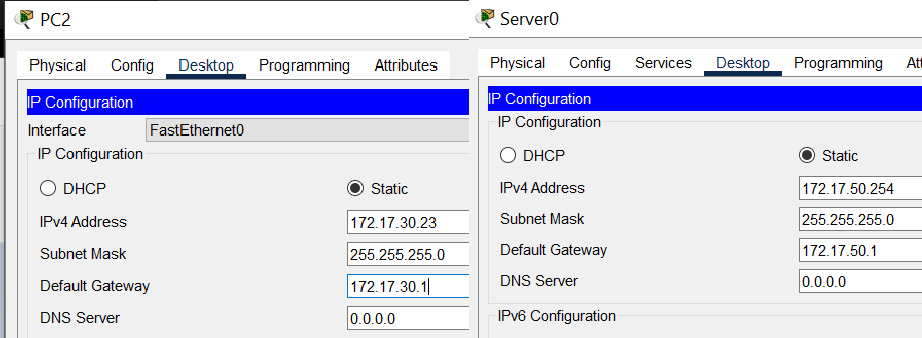 PC2
Physical Config Desktop Programming Attributes
IP Configuration
Interface FastEthernet0
IP Configuration
DHCP Static
IPv4 Address 172.17.30.23
Subnet Mask 255.255.255.0
Default Gateway 172.17.30.1
DNS Server 0.0.0.0
Server0
Physical Config Services Desktop Programming Att
IP Configuration
IP Configuration
DHCP Static
IPv4 Address 172.17.50.254
Subnet Mask 255.255.255.0
Default Gateway 172.17.50.1
DNS Server 0.0.0.0
IPv6 Configuration